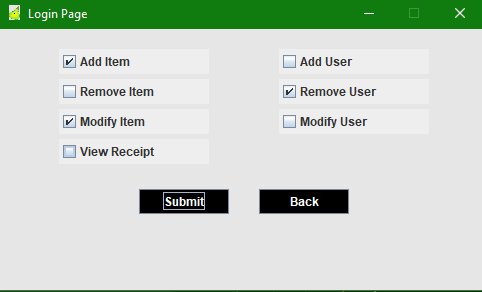 Login Page
Add Item
Add User
Remove Item
Remove User
Modify Item
Modify User
View Receipt
Submit
Back